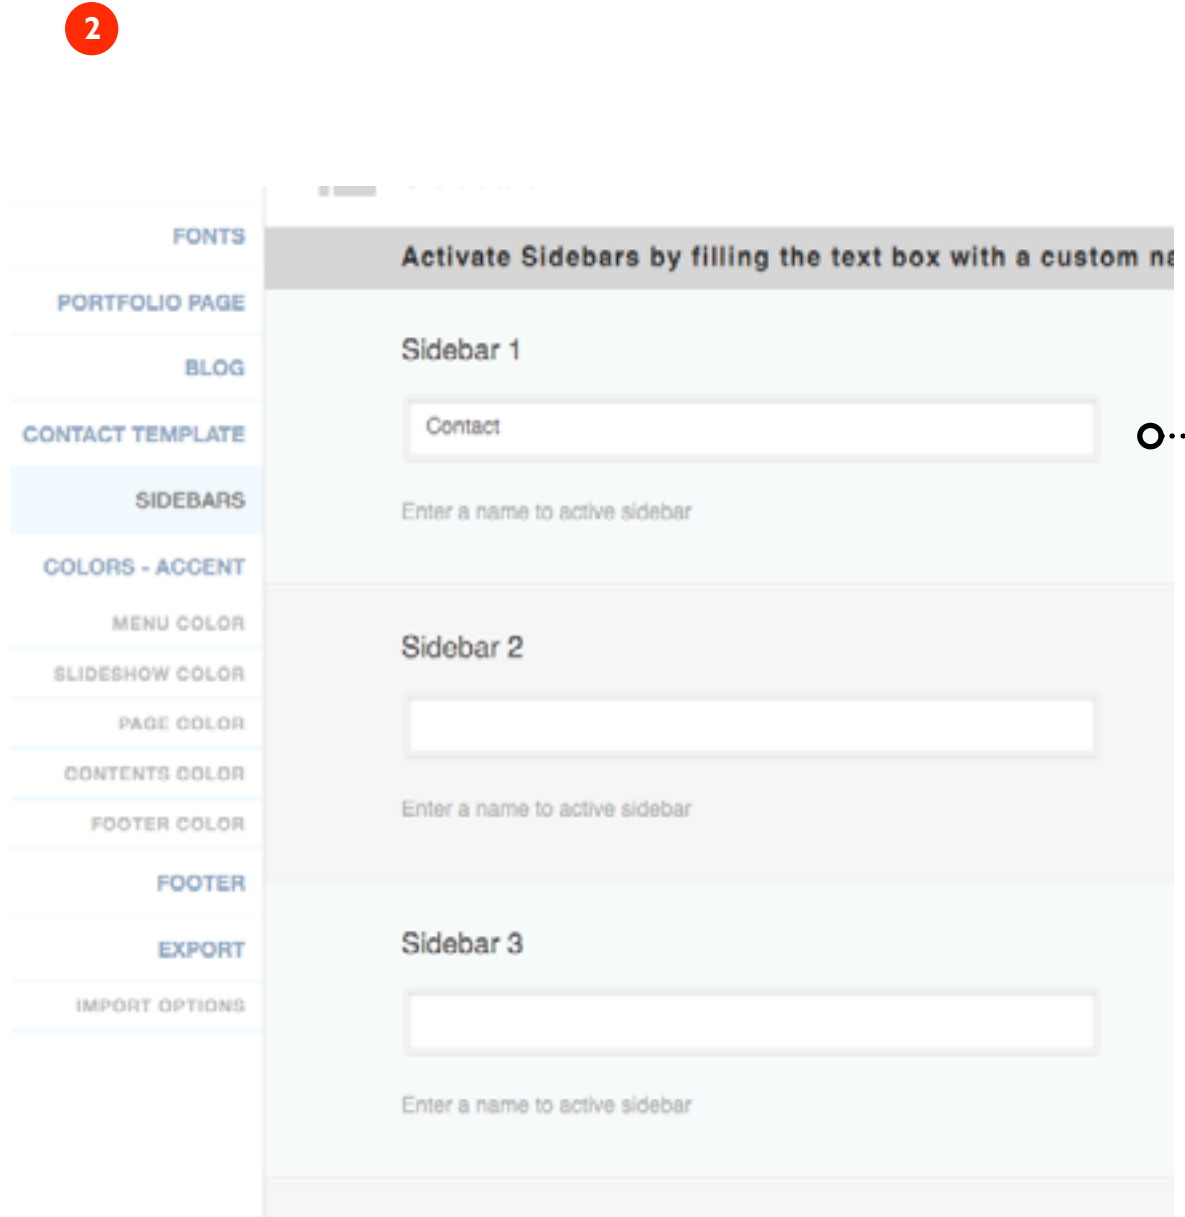 2
FONTS
PORTFOLIO PAGE
BLOG
CONTACT TEMPLATE
SIDEBARS
COLORS - ACCENT
MENU COLOR
SLIDESHOW COLOR
PAGE COLOR
CONTENTS COLOR
FOOTER COLOR
FOOTER
EXPORT
IMPORT OPTIONS
Activate Sidebars by filling the text box with a custom na
Sidebar 1
Contact
Enter a name to active sidebar
Sidebar 2
Enter a name to active sidebar
Sidebar 3
Enter a name to active sidebar